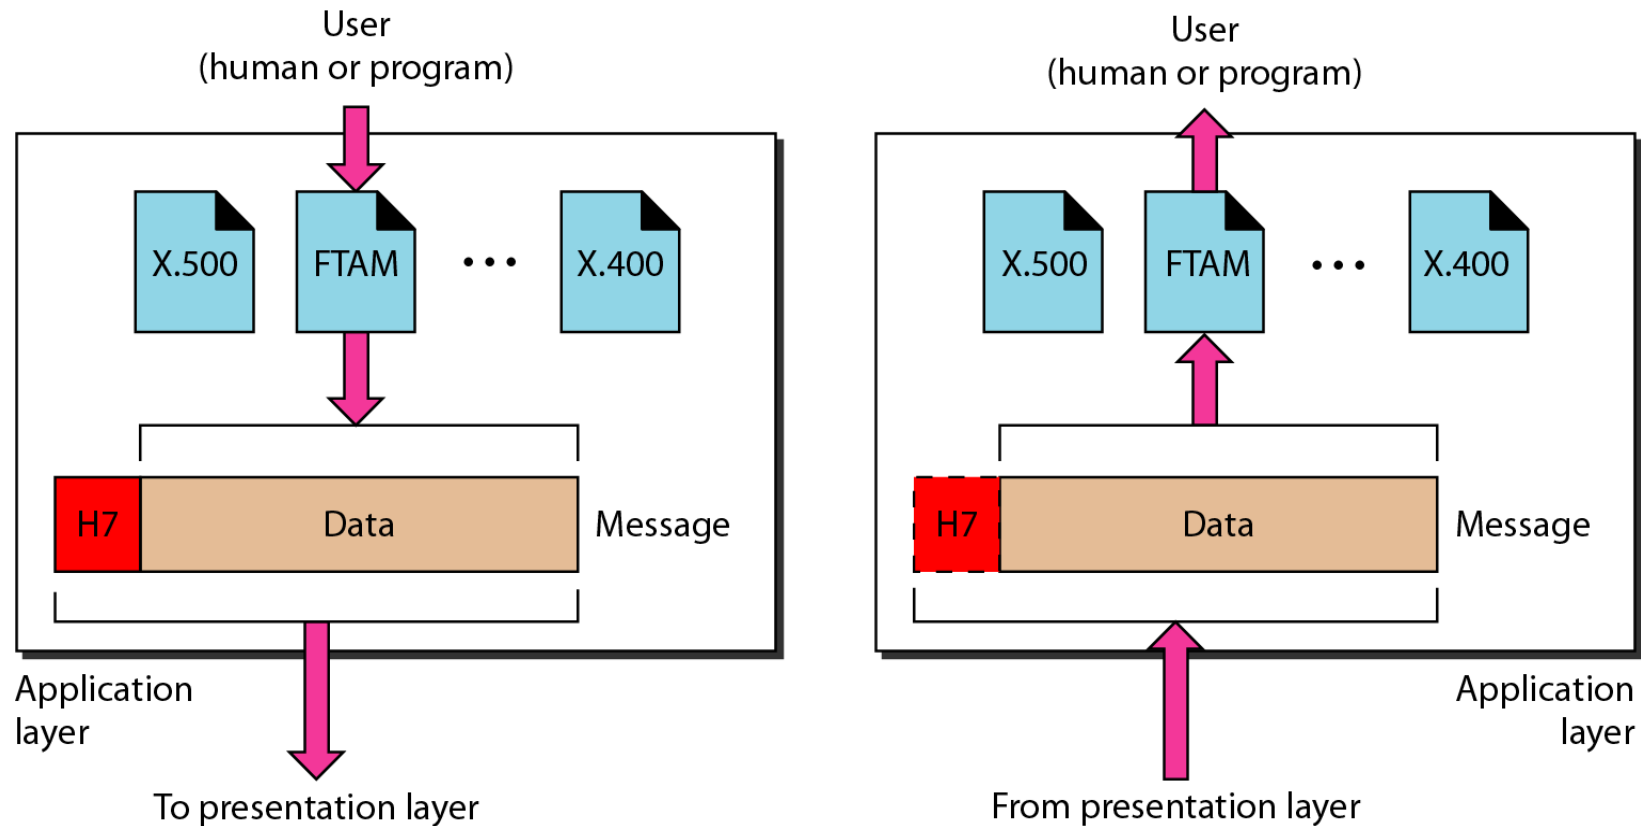 User
(human or program)
X.500
FTAM
...
X.400
H7
Data
Message
Application
layer
To presentation layer
User
(human or program)
X.500
FTAM
...
X.400
H7
Data
Message
Application
layer
From presentation layer